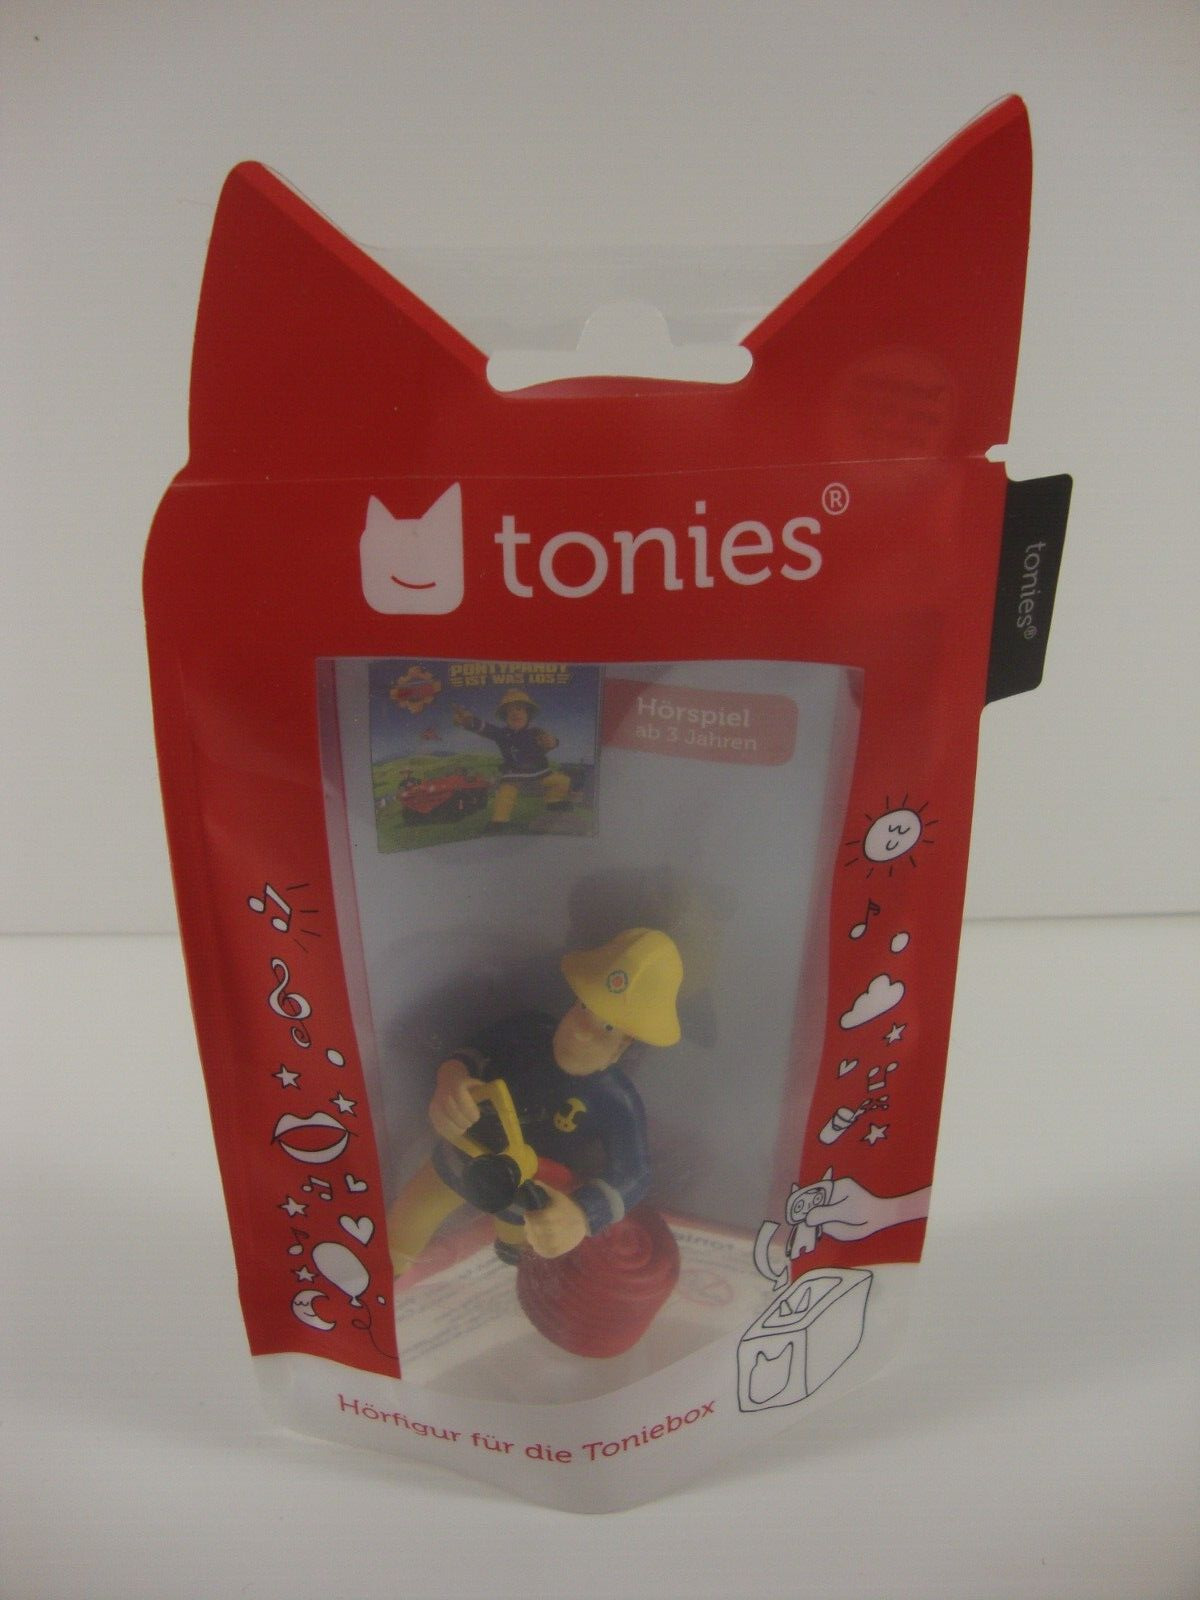 tonies®
tonies®
PONTYPANDY
IST WAS LOS
Hörspiel
ab 3 Jahren
Hörfigur für die Toniebox